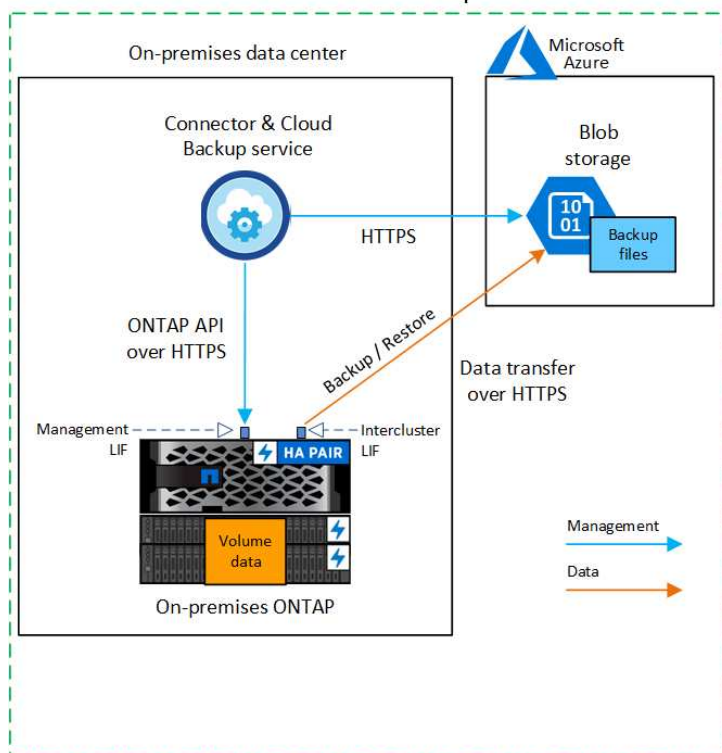 On-premises data center
Microsoft
Azure
Connector & Cloud
Backup service
Blob
storage
10
01
HTTPS
Backup
files
ONTAP API
over HTTPS
Backup / Restore
Data transfer
over HTTPS
Management
LIF
Intercluster
LIF
HA PAIR
Volume
data
Management
Data
On-premises ONTAP